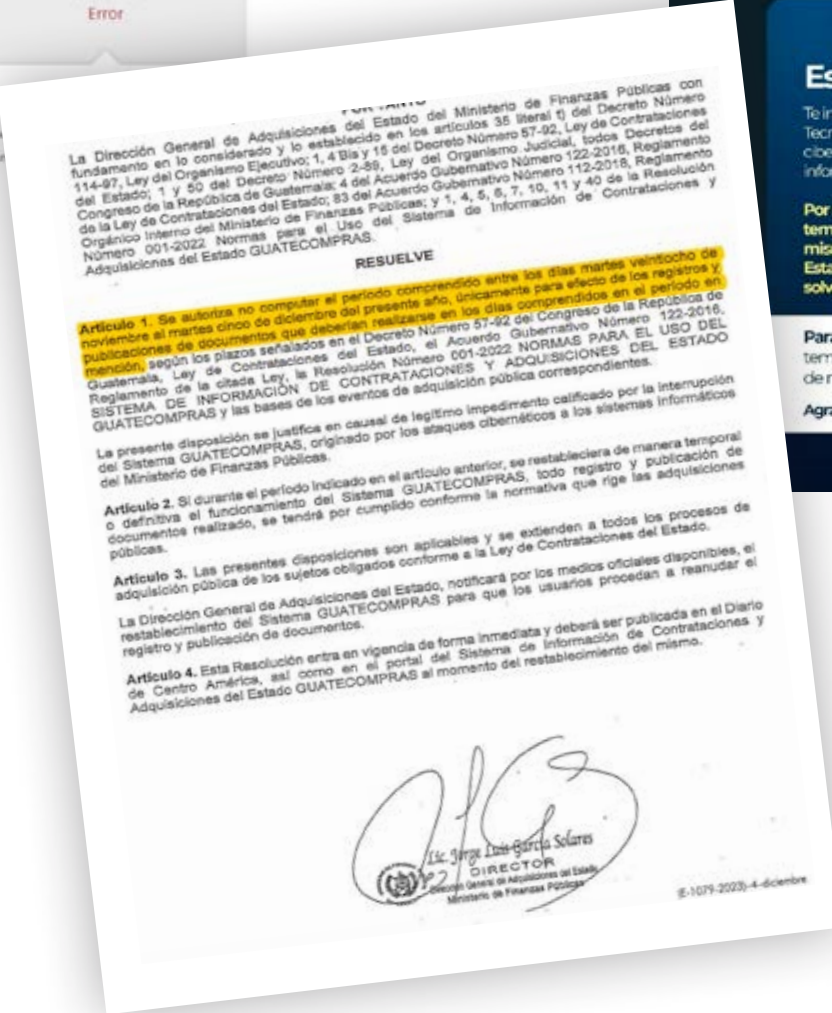 Error
POR TANTO
La Dirección General de Adquisiciones del Estado del Ministerio de Finanzas Públicas con
fundamento en lo considerado y lo establecido en los artículos 35 literal f) del Decreto Número
114-97, Ley del Organismo Ejecutivo; 1, 4 Bis y 15 del Decreto Número 57-92, Ley de Contrataciones
del Estado; 1 y 50 del Decreto Número 2-89, Ley del Organismo Judicial, todos Decretos del
Congreso de la República de Guatemala; 4 del Acuerdo Gubernativo Número 122-2016, Reglamento
de la Ley de Contrataciones del Estado; 83 del Acuerdo Gubernativo Número 112-2018, Reglamento
Orgánico Interno del Ministerio de Finanzas Públicas; y 1, 4, 5, 6, 7, 10, 11 y 40 de la Resolución
Número 001-2022 Normas para el Uso del Sistema de Información de Contrataciones y
Adquisiciones del Estado GUATECOMPRAS.
RESUELVE
Artículo 1. Se autoriza no computar el período comprendido entre los días martes veintiocho de
noviembre al martes cinco de diciembre del presente año, únicamente para efecto de los registros y
publicaciones de documentos que deberían realizarse en los días comprendidos en el período en
mención, según los plazos señalados en el Decreto Número 57-92 del Congreso de la República de
Guatemala, Ley de Contrataciones del Estado, el Acuerdo Gubernativo Número 122-2016,
Reglamento de la citada Ley, la Resolución Número 001-2022 NORMAS PARA EL USO DEL
SISTEMA DE INFORMACIÓN DE CONTRATACIONES Y ADQUISICIONES DEL ESTADO
GUATECOMPRAS y las bases de los eventos de adquisición pública correspondientes.
La presente disposición se justifica en causal de legítimo impedimento calificado por la interrupción
del Sistema GUATECOMPRAS, originado por los ataques cibernéticos a los sistemas informáticos
del Ministerio de Finanzas Públicas.
Artículo 2. Si durante el período indicado en el artículo anterior, se restableciera de manera temporal
o definitiva el funcionamiento del Sistema GUATECOMPRAS, todo registro y publicación de
documentos realizado, se tendrá por cumplido conforme la normativa que rige las adquisiciones
públicas.
Artículo 3. Las presentes disposiciones son aplicables y se extienden a todos los procesos de
adquisición pública de los sujetos obligados conforme a la Ley de Contrataciones del Estado.
La Dirección General de Adquisiciones del Estado, notificará por los medios oficiales disponibles, el
restablecimiento del Sistema GUATECOMPRAS para que los usuarios procedan a reanudar el
registro y publicación de documentos.
Artículo 4. Esta Resolución entra en vigencia de forma inmediata y deberá ser publicada en el Diario
de Centro América, así como en el portal del Sistema de Información de Contrataciones y
Adquisiciones del Estado GUATECOMPRAS al momento del restablecimiento del mismo.
Lic. Jorge Luis García Solares
DIRECTOR
Dirección General de Adquisiciones del Estado
Ministerio de Finanzas Públicas
(E-1079-2023)-4-diciembre
Es
Te in
Tecn
cibe
infor
Por
tem
mis
Esta
solv
Para
tem
de n
Agra